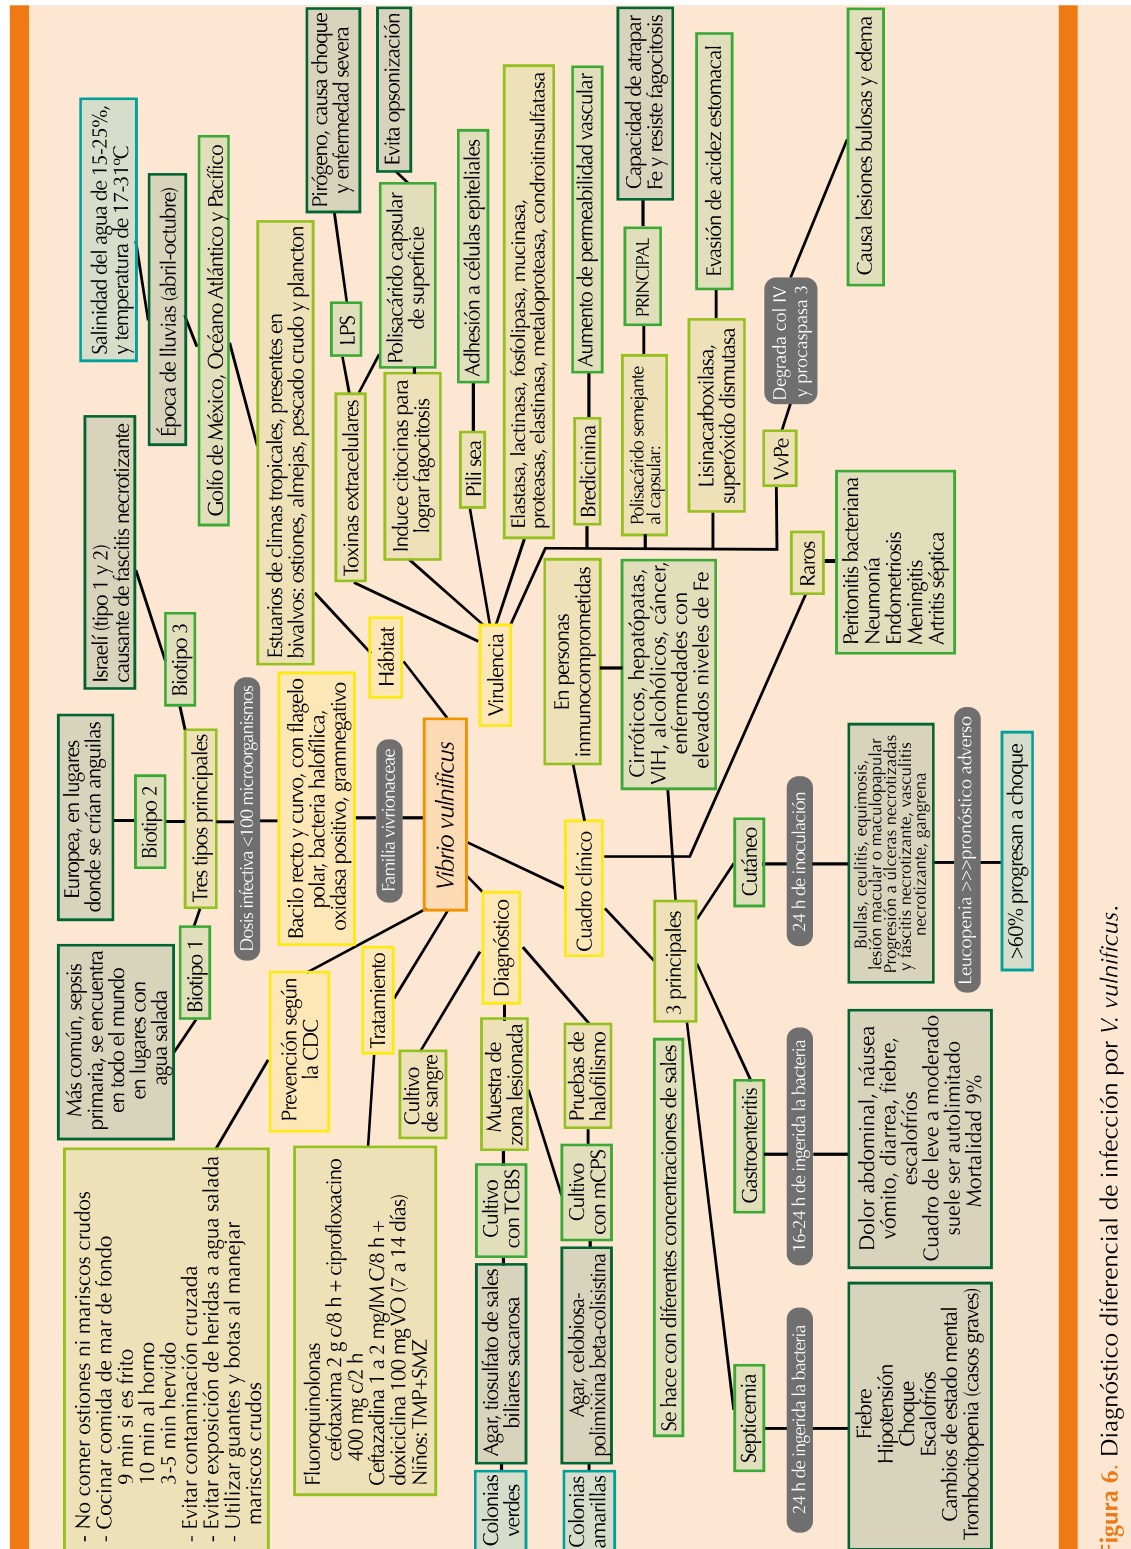 - No comer ostiones ni mariscos crudos
- Cocinar comida de mar de fondo
9 min si es frito
10 min al horno
3-5 min hervido
- Evitar contaminación cruzada
- Evitar exposición de heridas a agua salada
- Utilizar guantes y botas al manejar
mariscos crudos
Prevención según
la CDC
Más común, sepsis
primaria, se encuentra
en todo el mundo
en lugares con
agua salada
Biotipo 1
Europea, en lugares
donde se crían anguilas
Biotipo 2
Tres tipos principales
Israelí (tipo 1 y 2)
causante de fascitis necrotizante
Biotipo 3
Dosis infectiva <100 microorganismos
Bacilo recto y curvo, con flagelo
polar, bacteria halofílica,
oxidasa positivo, gramnegativo
Familia vivrionaceae
Vibrio vulnificus
Salinidad del agua de 15-25%,
y temperatura de 17-31ºC
Época de lluvias (abril-octubre)
Golfo de México, Océano Atlántico y Pacífico
Estuarios de climas tropicales, presentes en
bivalvos: ostiones, almejas, pescado crudo y plancton
Hábitat
Fluoroquinolonas
cefotaxima 2 g c/8 h + ciprofloxacino
400 mg c/2 h
Ceftazadina 1 a 2 mg/IM C/8 h +
doxiciclina 100 mg VO (7 a 14 días)
Niños: TMP+SMZ
Tratamiento
Diagnóstico
Cultivo
de sangre
Muestra de
zona lesionada
Cultivo
con TCBS
Agar, tiosulfato de sales
biliares sacarosa
Colonias
verdes
Pruebas de
halofilismo
Cultivo
con mCPS
Agar, celobiosa-
polimixina beta-colisistina
Colonias
amarillas
Se hace con diferentes concentraciones de sales
Virulencia
Toxinas extracelulares
LPS
Pirógeno, causa choque
y enfermedad severa
Polisacárido capsular
de superficie
Evita opsonización
Induce citocinas para
lograr fagocitosis
Pili sea
Adhesión a células epiteliales
Elastasa, lactinasa, fosfolipasa, mucinasa,
proteasas, elastinasa, metaloproteasa, condroitinsulfatasa
Bredicinina
Aumento de permeabilidad vascular
Polisacárido semejante
al capsular:
PRINCIPAL
Capacidad de atrapar
Fe y resiste fagocitosis
Lisinacarboxilasa,
superóxido dismutasa
Evasión de acidez estomacal
VvPe
Degrada col IV
y procaspasa 3
Causa lesiones bulosas y edema
Cuadro clínico
En personas
inmunocomprometidas
Cirróticos, hepatópatas,
VIH, alcohólicos, cáncer,
enfermedades con
elevados niveles de Fe
Raros
Peritonitis bacteriana
Neumonía
Endometriosis
Meningitis
Artritis séptica
3 principales
Septicemia
24 h de ingerida la bacteria
Fiebre
Hipotensión
Choque
Escalofríos
Cambios de estado mental
Trombocitopenia (casos graves)
Gastroenteritis
16-24 h de ingerida la bacteria
Dolor abdominal, náusea
vómito, diarrea, fiebre,
escalofríos
Cuadro de leve a moderado
suele ser autolimitado
Mortalidad 9%
Cutáneo
24 h de inoculación
Bullas, ceulitis, equimosis,
lesión macular o maculopapular
Progresión a úlceras necrotizadas
y fascitis necrotizante, vasculitis
necrotizante, gangrena
Leucopenia >>>pronóstico adverso
>60% progresan a choque
Figura 6. Diagnóstico diferencial de infección por V. vulnificus.